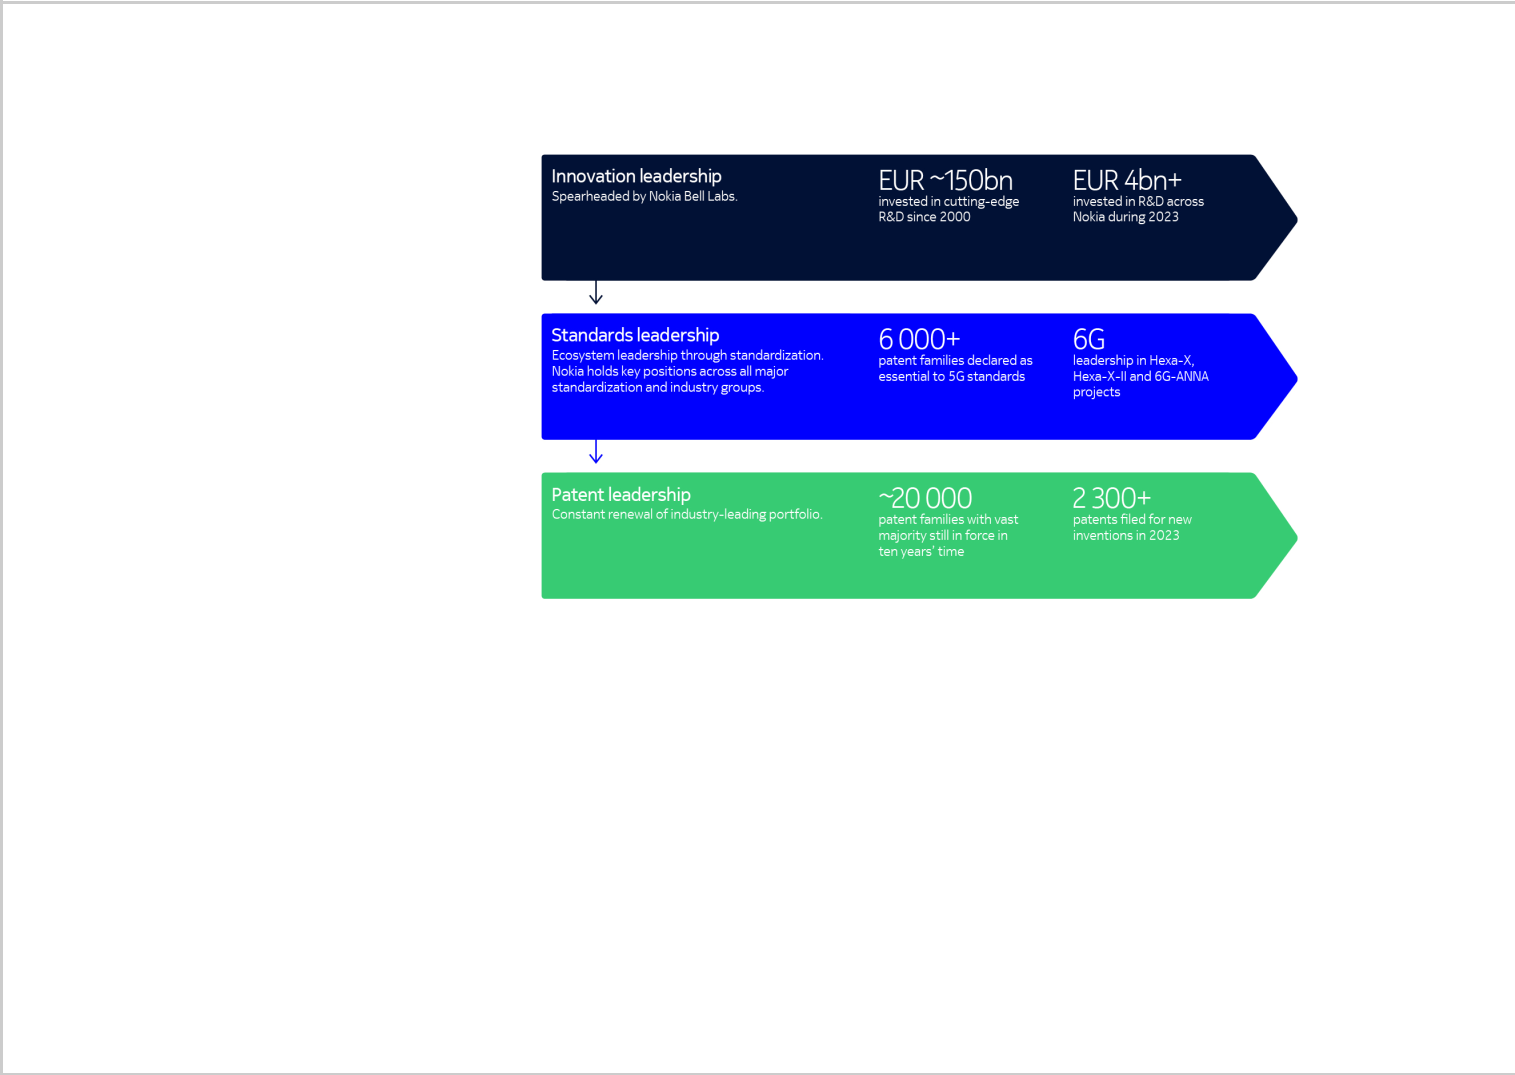 Innovation leadership
Spearheaded by Nokia Bell Labs.
EUR ~150bn
invested in cutting-edge
R&D since 2000
EUR 4bn+
invested in R&D across
Nokia during 2023
Standards leadership
Ecosystem leadership through standardization.
Nokia holds key positions across all major
standardization and industry groups.
6 000+
patent families declared as
essential to 5G standards
6G
leadership in Hexa-X,
Hexa-X-II and 6G-ANNA
projects
Patent leadership
Constant renewal of industry-leading portfolio.
~20 000
patent families with vast
majority still in force in
ten years’ time
2 300+
patents filed for new
inventions in 2023